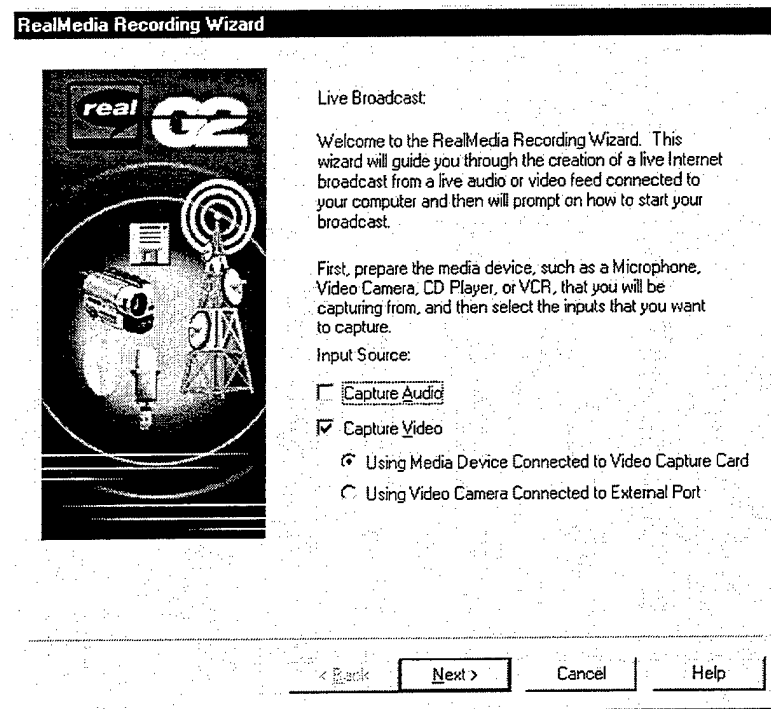 RealMedia Recording Wizard
real
G2
Live Broadcast:
Welcome to the RealMedia Recording Wizard. This
wizard will guide you through the creation of a live Internet
broadcast from a live audio or video feed connected to
your computer and then will prompt on how to start your
broadcast.
First, prepare the media device, such as a Microphone,
Video Camera, CD Player, or VCR, that you will be
capturing from, and then select the inputs that you want
to capture.
Input Source:
Capture Audio
Capture Video
Using Media Device Connected to Video Capture Card
Using Video Camera Connected to External Port
< Back Next > Cancel Help